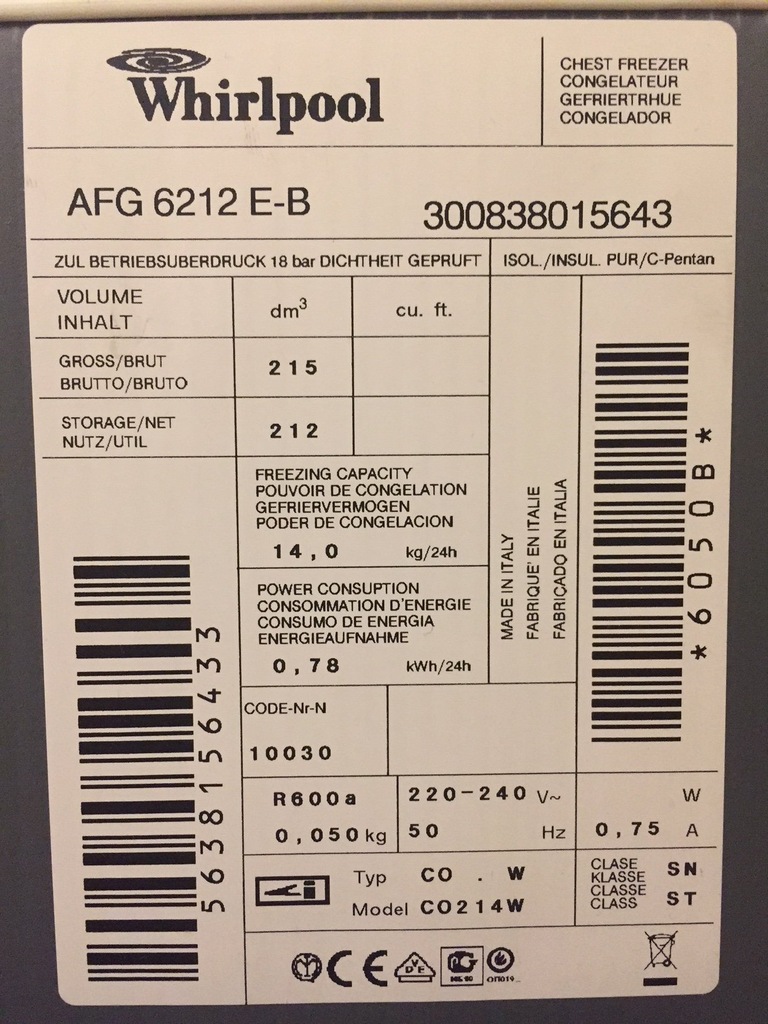 Whirlpool
CHEST FREEZER
CONGELATEUR
GEFRIERTRHUE
CONGELADOR
AFG 6212 E-B
300838015643
ZUL BETRIEBSUBERDRUCK 18 bar DICHTHEIT GEPRUFT
ISOL./INSUL. PUR/C-Pentan
VOLUME
INHALT
dm³
cu. ft.
GROSS/BRUT
BRUTTO/BRUTO
215
STORAGE/NET
NUTZ/UTIL
212
FREEZING CAPACITY
POUVOIR DE CONGELATION
GEFRIERVERMOGEN
PODER DE CONGELACION
14,0 kg/24h
POWER CONSUPTION
CONSOMMATION D'ENERGIE
CONSUMO DE ENERGIA
ENERGIEAUFNAHME
0,78 kWh/24h
MADE IN ITALY
FABRIQUE' EN ITALIE
FABRICADO EN ITALIA
*6050B*
563815643 3
CODE-Nr-N
10030
R600a
0,050 kg
220-240 V~
50 Hz
W
0,75 A
Typ CO . W
Model CO214W
CLASE
KLASSE
CLASSE
CLASS
SN
ST
CE
VDE